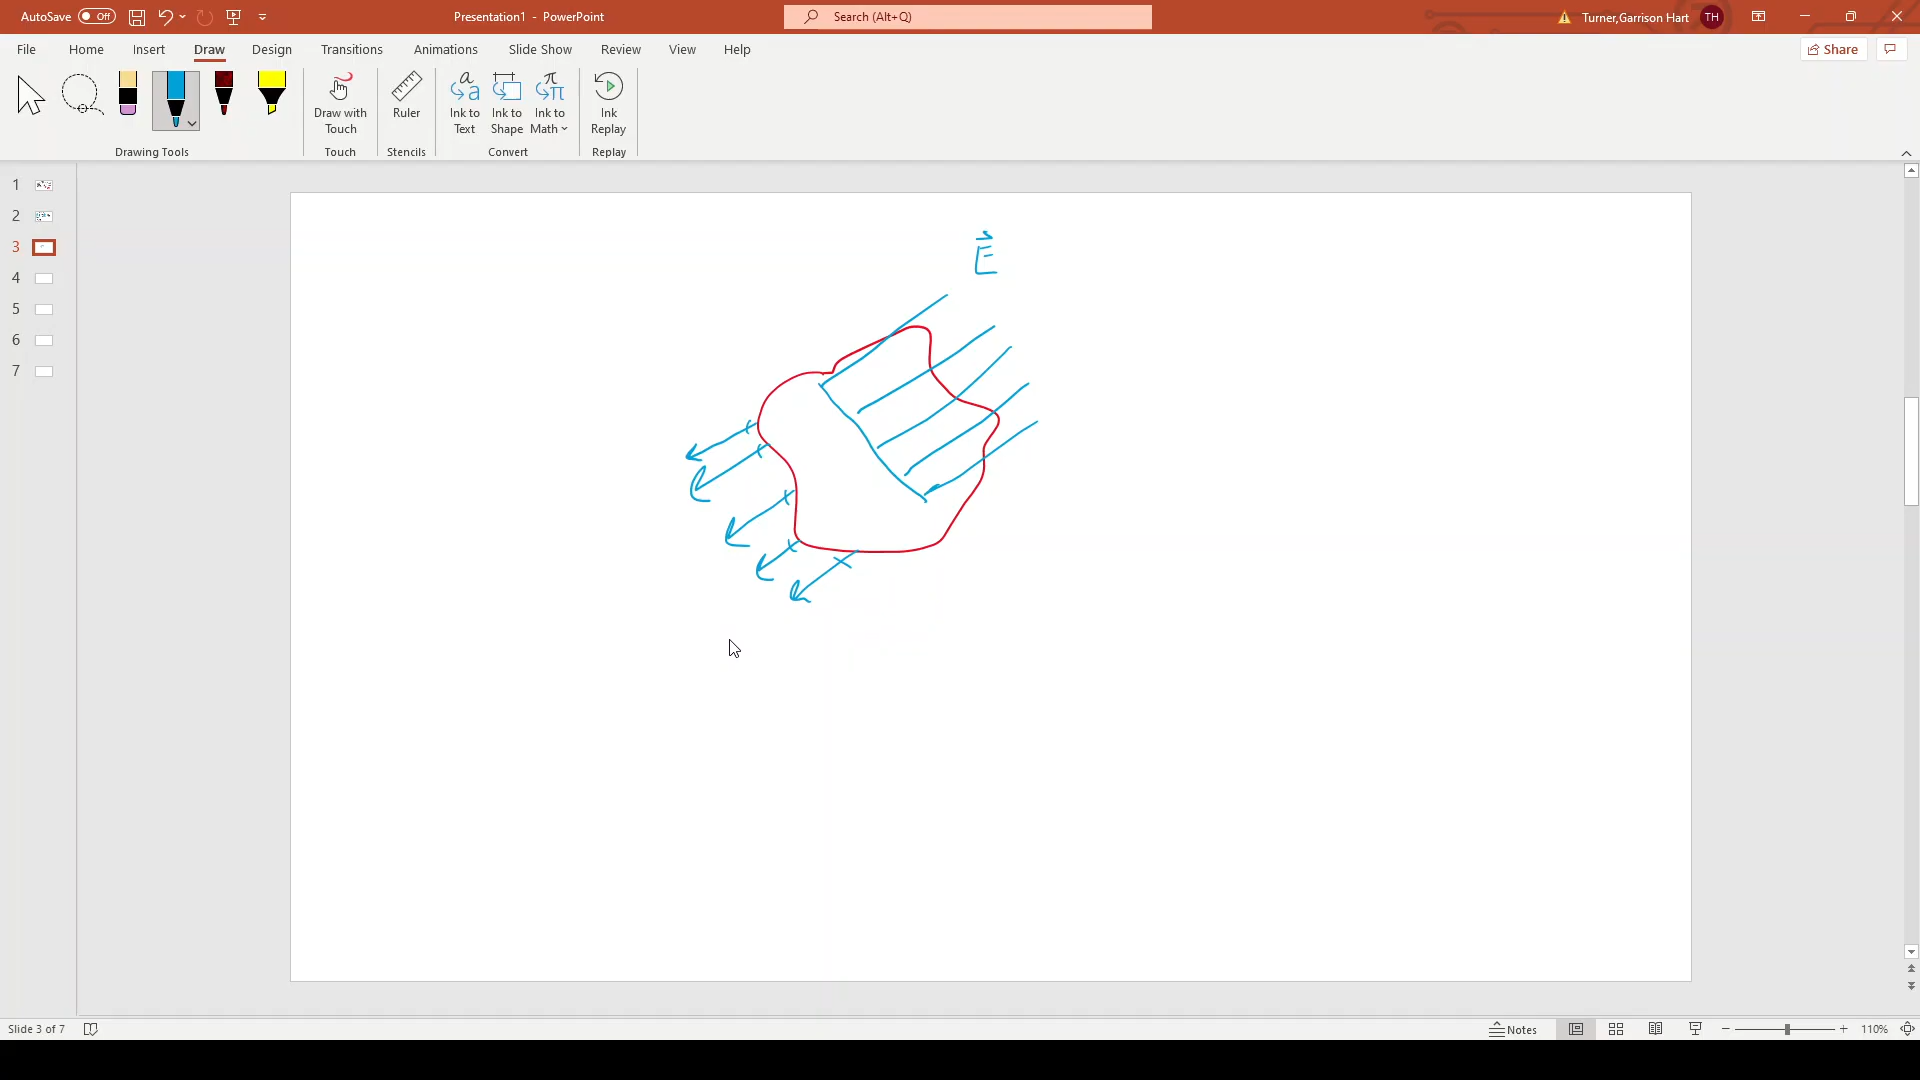 AutoSave Off Presentation1 - PowerPoint Search (Alt+Q) Turner,Garrison Hart TH
File Home Insert Draw Design Transitions Animations Slide Show Review View Help Share
Draw with Touch
Ruler
Ink to Text
Ink to Shape
Ink to Math
Ink Replay
Drawing Tools Touch Stencils Convert Replay
1
2
3
4
5
6
7
E
Slide 3 of 7 Notes 110%